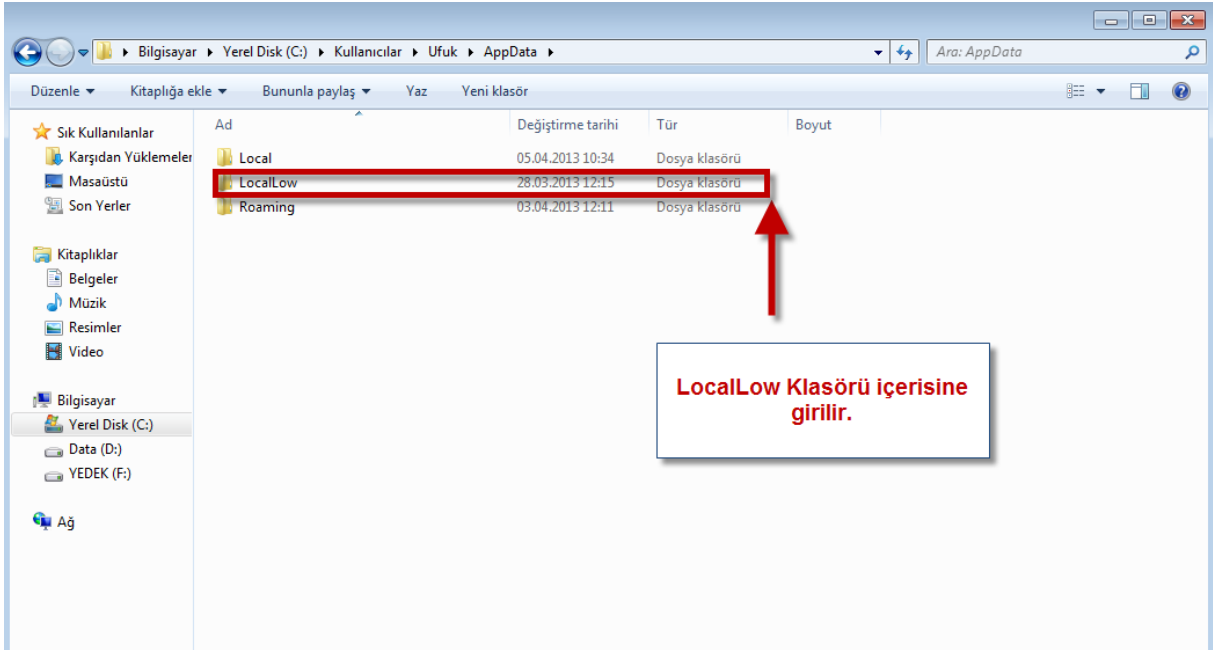 Bilgisayar Yerel Disk (C:) Kullanıcılar Ufuk AppData Ara: AppData
Düzenle Kitaplığa ekle Bununla paylaş Yaz Yeni klasör
Ad Değiştirme tarihi Tür Boyut
Sık Kullanılanlar
Karşıdan Yüklemeler
Masaüstü
Son Yerler
Kitaplıklar
Belgeler
Müzik
Resimler
Video
Bilgisayar
Yerel Disk (C:)
Data (D:)
YEDEK (F:)
Ağ
Local 05.04.2013 10:34 Dosya klasörü
LocalLow 28.03.2013 12:15 Dosya klasörü
Roaming 03.04.2013 12:11 Dosya klasörü
LocalLow Klasörü içerisine
girilir.